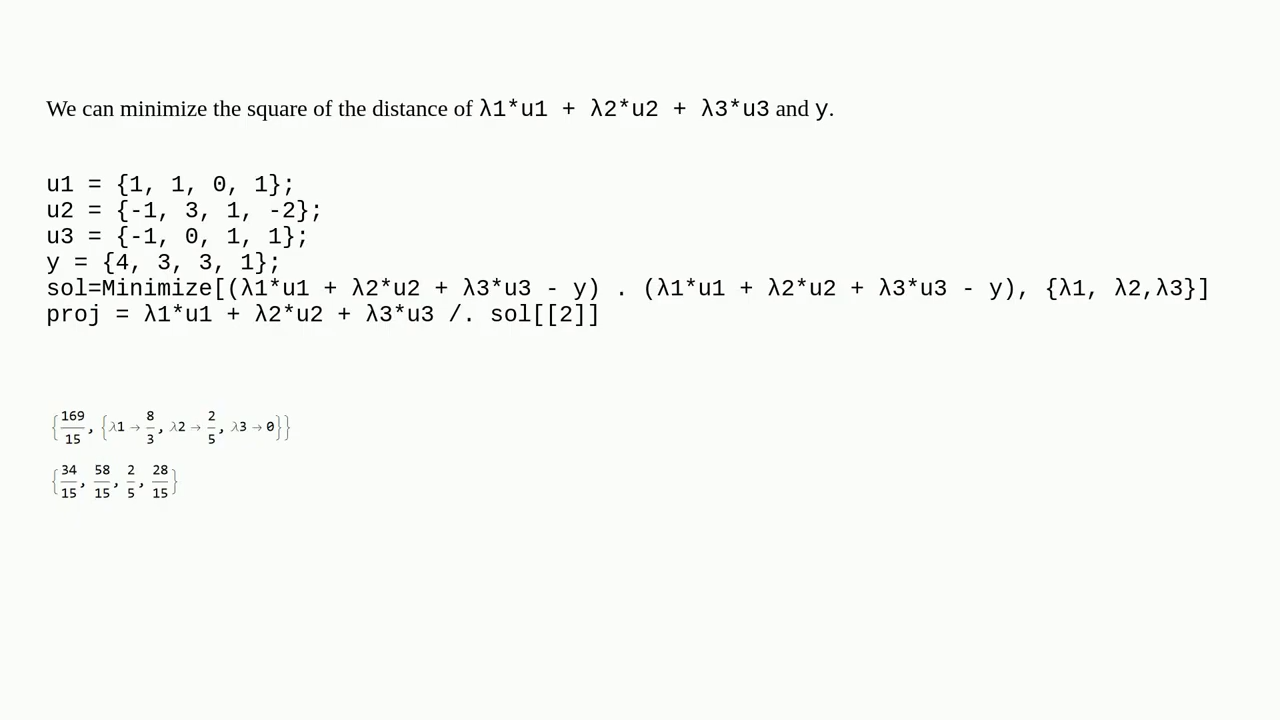 We can minimize the square of the distance of λ1*u1 + λ2*u2 + λ3*u3 and y.
u1 = {1, 1, 0, 1};
u2 = {-1, 3, 1, -2};
u3 = {-1, 0, 1, 1};
y = {4, 3, 3, 1};
sol=Minimize[(λ1*u1 + λ2*u2 + λ3*u3 - y) . (λ1*u1 + λ2*u2 + λ3*u3 - y), {λ1, λ2,λ3}]
proj = λ1*u1 + λ2*u2 + λ3*u3 /. sol[[2]]
{169/15, {λ1 → 8/3, λ2 → 2/5, λ3 → 0}}
{34/15, 58/15, 2/5, 28/15}